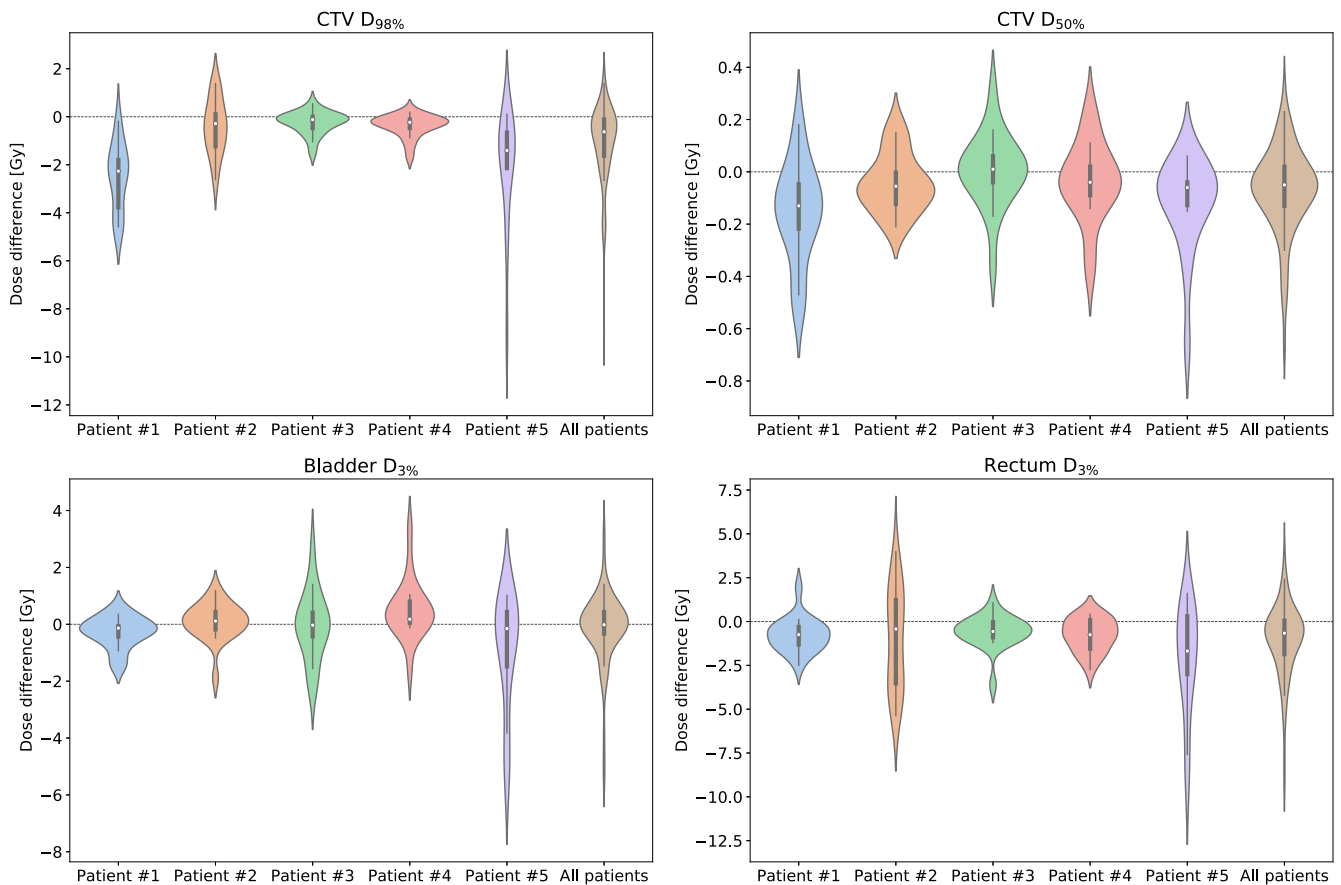 CTV D98%
Dose difference [Gy]
2
0
−2
−4
−6
−8
−10
−12
Patient #1 Patient #2 Patient #3 Patient #4 Patient #5 All patients
CTV D50%
Dose difference [Gy]
0.4
0.2
0.0
−0.2
−0.4
−0.6
−0.8
Patient #1 Patient #2 Patient #3 Patient #4 Patient #5 All patients
Bladder D3%
Dose difference [Gy]
4
2
0
−2
−4
−6
−8
Patient #1 Patient #2 Patient #3 Patient #4 Patient #5 All patients
Rectum D3%
Dose difference [Gy]
7.5
5.0
2.5
0.0
−2.5
−5.0
−7.5
−10.0
−12.5
Patient #1 Patient #2 Patient #3 Patient #4 Patient #5 All patients